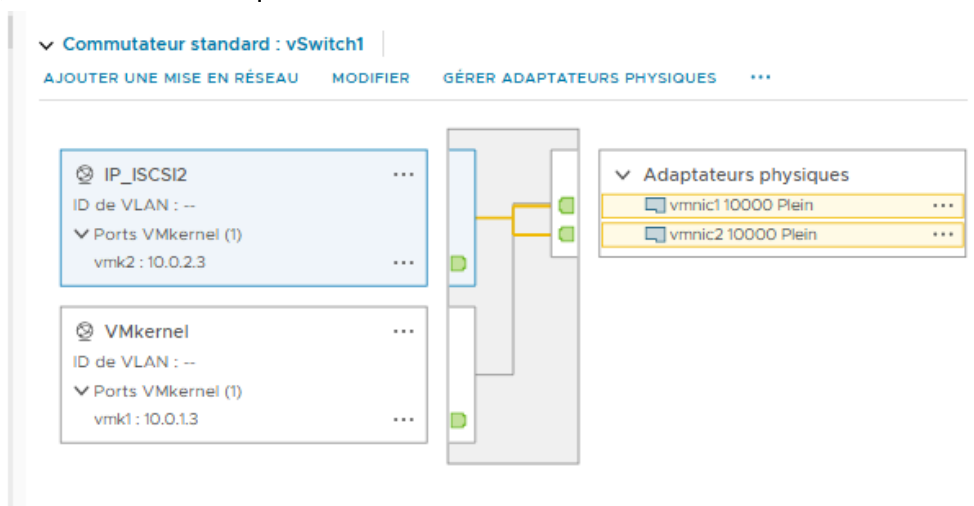 Commutateur standard : vSwitch1
AJOUTER UNE MISE EN RÉSEAU MODIFIER GÉRER ADAPTATEURS PHYSIQUES ...
IP_ISCSI2 ...
ID de VLAN : --
Ports VMkernel (1)
vmk2 : 10.0.2.3 ...
VMkernel ...
ID de VLAN : --
Ports VMkernel (1)
vmk1 : 10.0.1.3 ...
Adaptateurs physiques
vmnic1 10000 Plein ...
vmnic2 10000 Plein ...